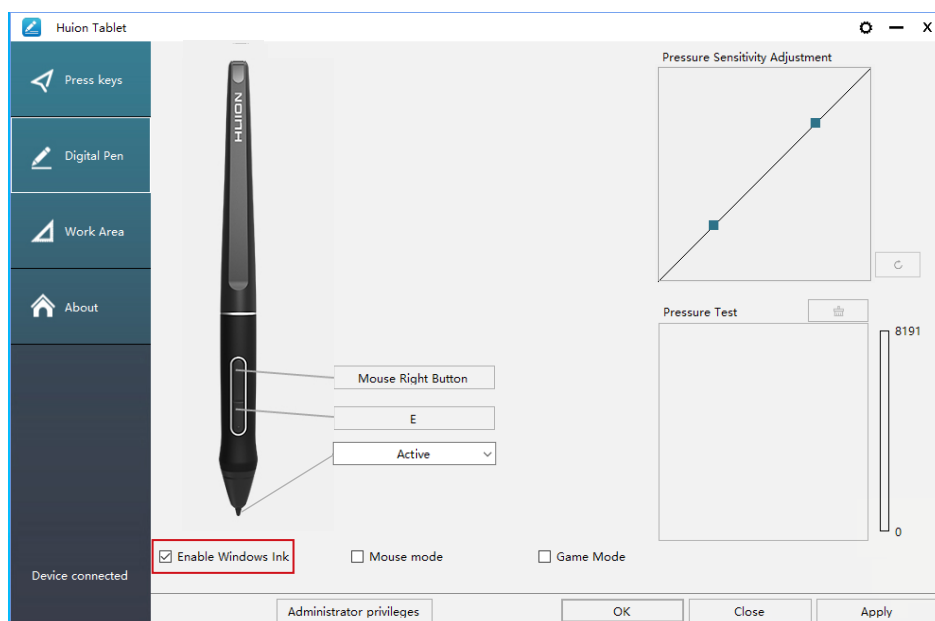 Huion Tablet
X
Press keys
Digital Pen
Work Area
About
Device connected
HUION
Mouse Right Button
E
Active
Pressure Sensitivity Adjustment
Pressure Test
8191
0
Enable Windows Ink
Mouse mode
Game Mode
Administrator privileges
OK
Close
Apply